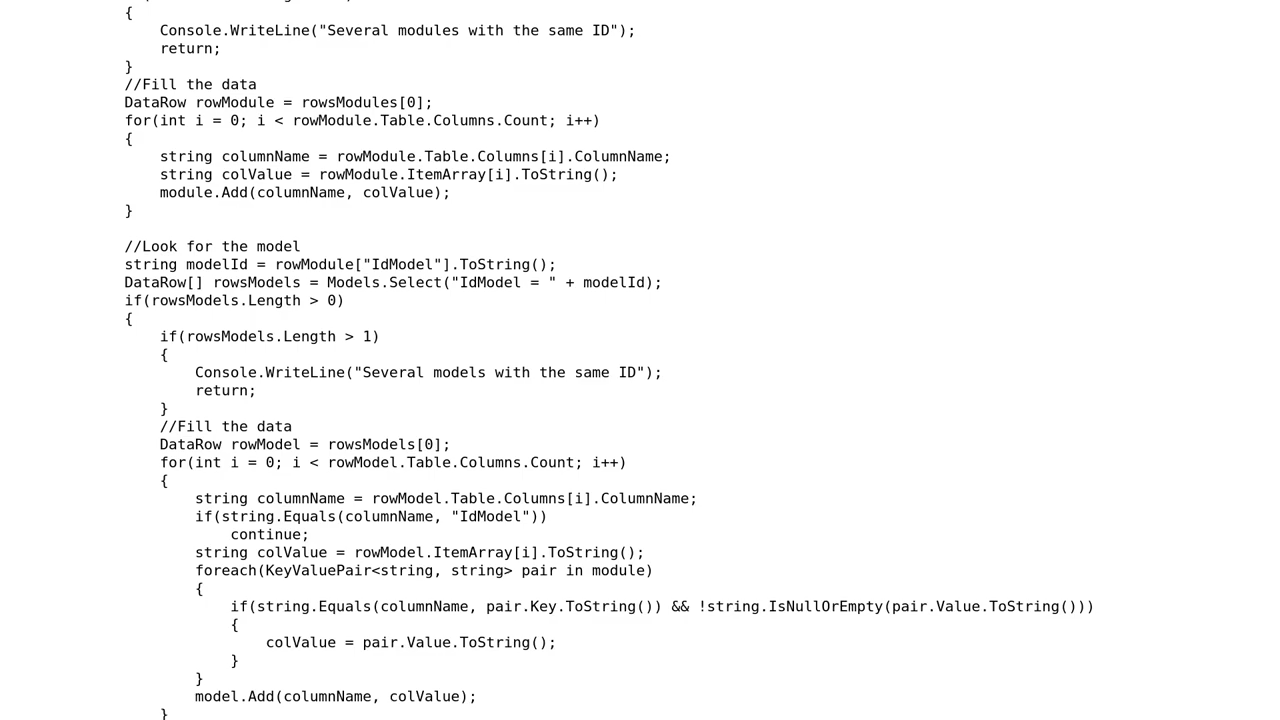 {
Console.WriteLine("Several modules with the same ID");
return;
}
//Fill the data
DataRow rowModule = rowsModules[0];
for(int i = 0; i < rowModule.Table.Columns.Count; i++)
{
string columnName = rowModule.Table.Columns[i].ColumnName;
string colValue = rowModule.ItemArray[i].ToString();
module.Add(columnName, colValue);
}
//Look for the model
string modelId = rowModule["IdModel"].ToString();
DataRow[] rowsModels = Models.Select("IdModel = " + modelId);
if(rowsModels.Length > 0)
{
if(rowsModels.Length > 1)
{
Console.WriteLine("Several models with the same ID");
return;
}
//Fill the data
DataRow rowModel = rowsModels[0];
for(int i = 0; i < rowModel.Table.Columns.Count; i++)
{
string columnName = rowModel.Table.Columns[i].ColumnName;
if(string.Equals(columnName, "IdModel"))
continue;
string colValue = rowModel.ItemArray[i].ToString();
foreach(KeyValuePair<string, string> pair in module)
{
if(string.Equals(columnName, pair.Key.ToString()) && !string.IsNullOrEmpty(pair.Value.ToString()))
{
colValue = pair.Value.ToString();
}
}
model.Add(columnName, colValue);
}